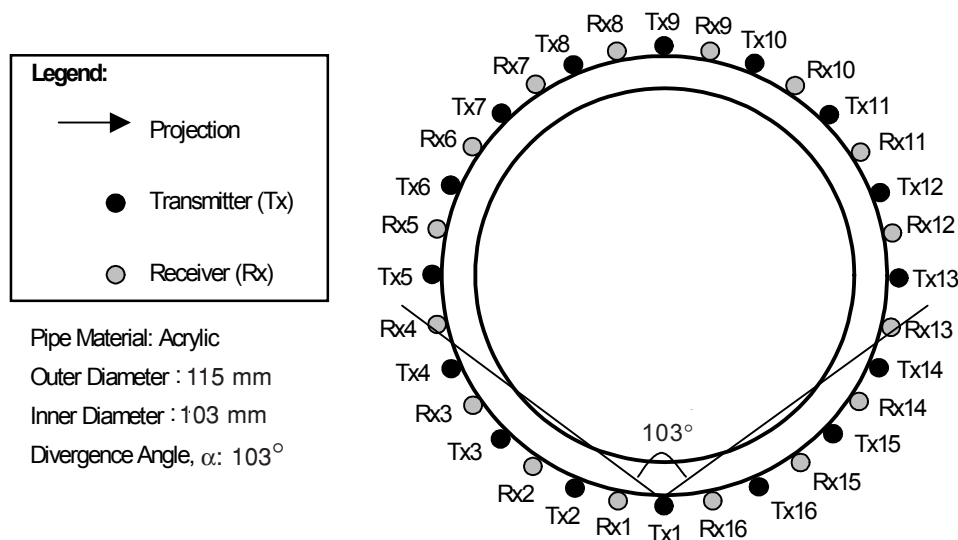 Legend:
Projection
Transmitter (Tx)
Receiver (Rx)
Pipe Material: Acrylic
Outer Diameter : 115 mm
Inner Diameter : 103 mm
Divergence Angle, α: 103°
Rx8
Tx9
Rx9
Tx8
Tx10
Rx7
Rx10
Tx7
Tx11
Rx6
Rx11
Tx6
Tx12
Rx5
Rx12
Tx5
Tx13
Rx4
Rx13
Tx4
Tx14
Rx3
Rx14
Tx3
103°
Tx15
Rx2
Rx15
Tx2
Rx1
Tx1
Rx16
Tx16